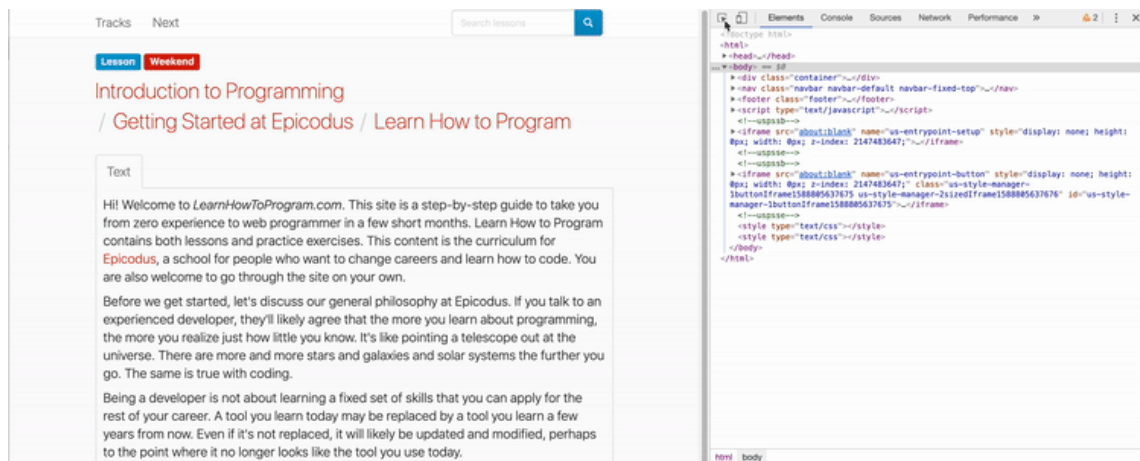 Tracks Next
Search lessons
Lesson Weekend
Introduction to Programming
/ Getting Started at Epicodus / Learn How to Program
Text
Hi! Welcome to LearnHowToProgram.com. This site is a step-by-step guide to take you
from zero experience to web programmer in a few short months. Learn How to Program
contains both lessons and practice exercises. This content is the curriculum for
Epicodus, a school for people who want to change careers and learn how to code. You
are also welcome to go through the site on your own.
Before we get started, let's discuss our general philosophy at Epicodus. If you talk to an
experienced developer, they'll likely agree that the more you learn about programming,
the more you realize just how little you know. It's like pointing a telescope out at the
universe. There are more and more stars and galaxies and solar systems the further you
go. The same is true with coding.
Being a developer is not about learning a fixed set of skills that you can apply for the
rest of your career. A tool you learn today may be replaced by a tool you learn a few
years from now. Even if it's not replaced, it will likely be updated and modified, perhaps
to the point where it no longer looks like the tool you use today.
Elements Console Sources Network Performance » 2
<!doctype html>
<html>
<head>…</head>
<body> == $0
<div class="container">…</div>
<nav class="navbar navbar-default navbar-fixed-top">…</nav>
<footer class="footer">…</footer>
<script type="text/javascript">…</script>
<!--uspssb-->
<iframe src="about:blank" name="us-entrypoint-setup" style="display: none; height:
0px; width: 0px; z-index: 2147483647;">…</iframe>
<!--uspsse-->
<!--uspssb-->
<iframe src="about:blank" name="us-entrypoint-button" style="display: none; height:
0px; width: 0px; z-index: 2147483647;" class="us-style-manager-
1buttonIframe1588805637675 us-style-manager-2sizedIframe1588805637676" id="us-style-
manager-1buttonIframe1588805637675">…</iframe>
<!--uspsse-->
<style type="text/css"></style>
<style type="text/css"></style>
</body>
</html>
html body